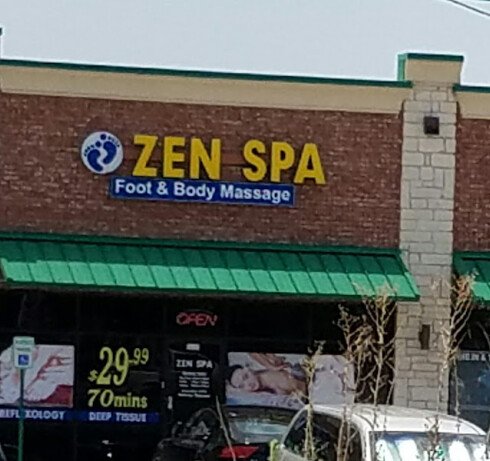 ZEN SPA
Foot & Body Massage
OPEN
$29.99
70mins
REFLEXOLOGY
DEEP TISSUE
ZEN SPA